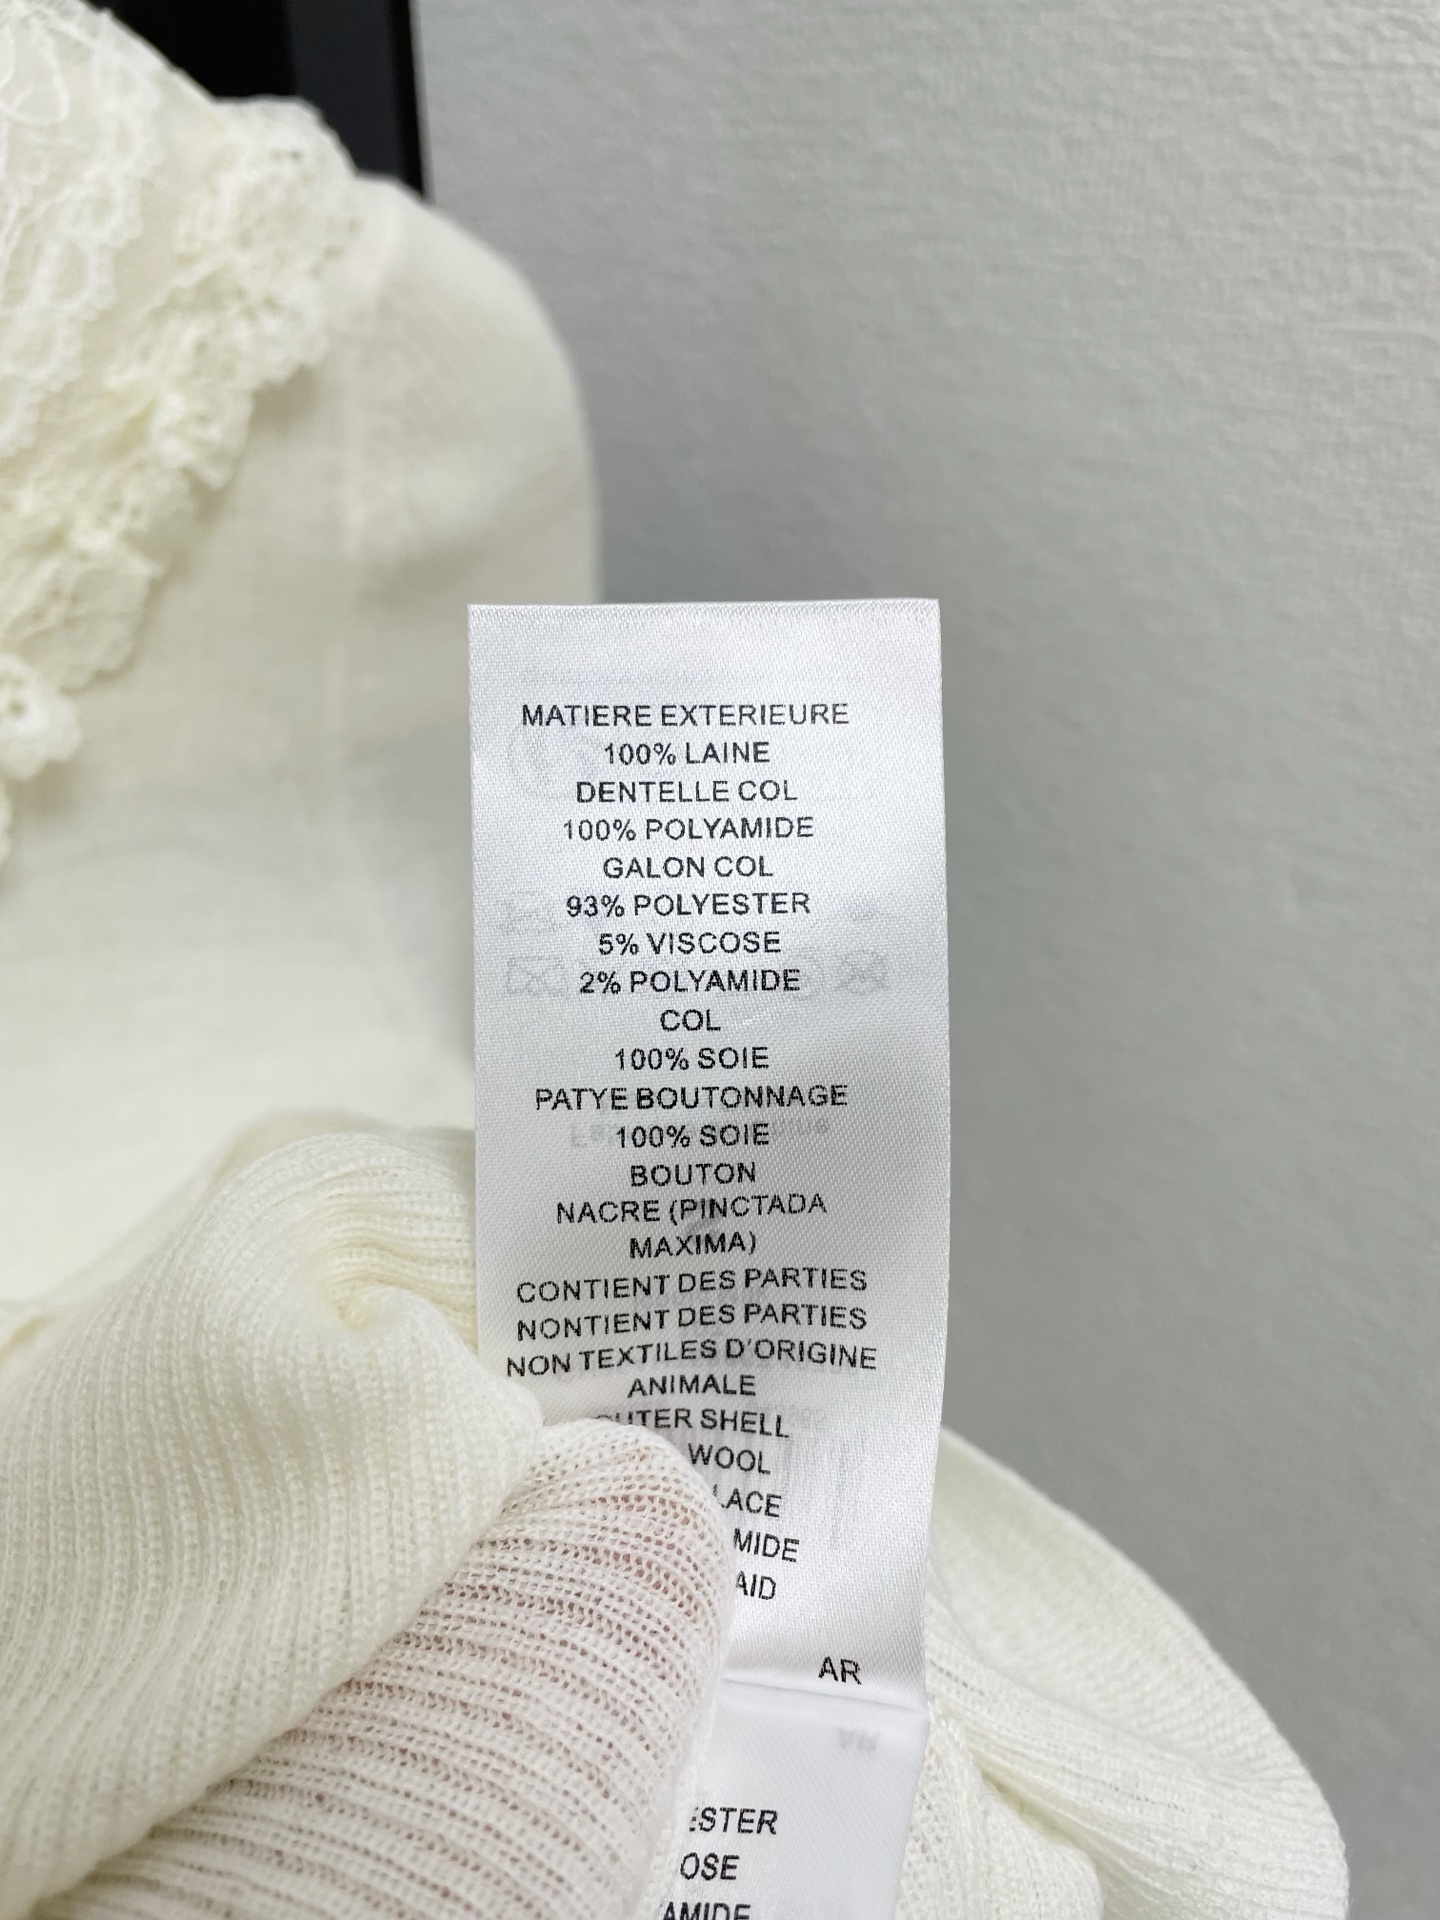 MATIERE EXTERIEURE
100% LAINE
DENTELLE COL
100% POLYAMIDE
GALON COL
93% POLYESTER
5% VISCOSE
2% POLYAMIDE
COL
100% SOIE
PATYE BOUTONNAGE
100% SOIE
BOUTON
NACRE (PINCTADA
MAXIMA)
CONTIENT DES PARTIES
NONTIENT DES PARTIES
NON TEXTILES D'ORIGINE
ANIMALE
OUTER SHELL
WOOL
LACE
MIDE
AID
AR
ESTER
OSE
AMIDE